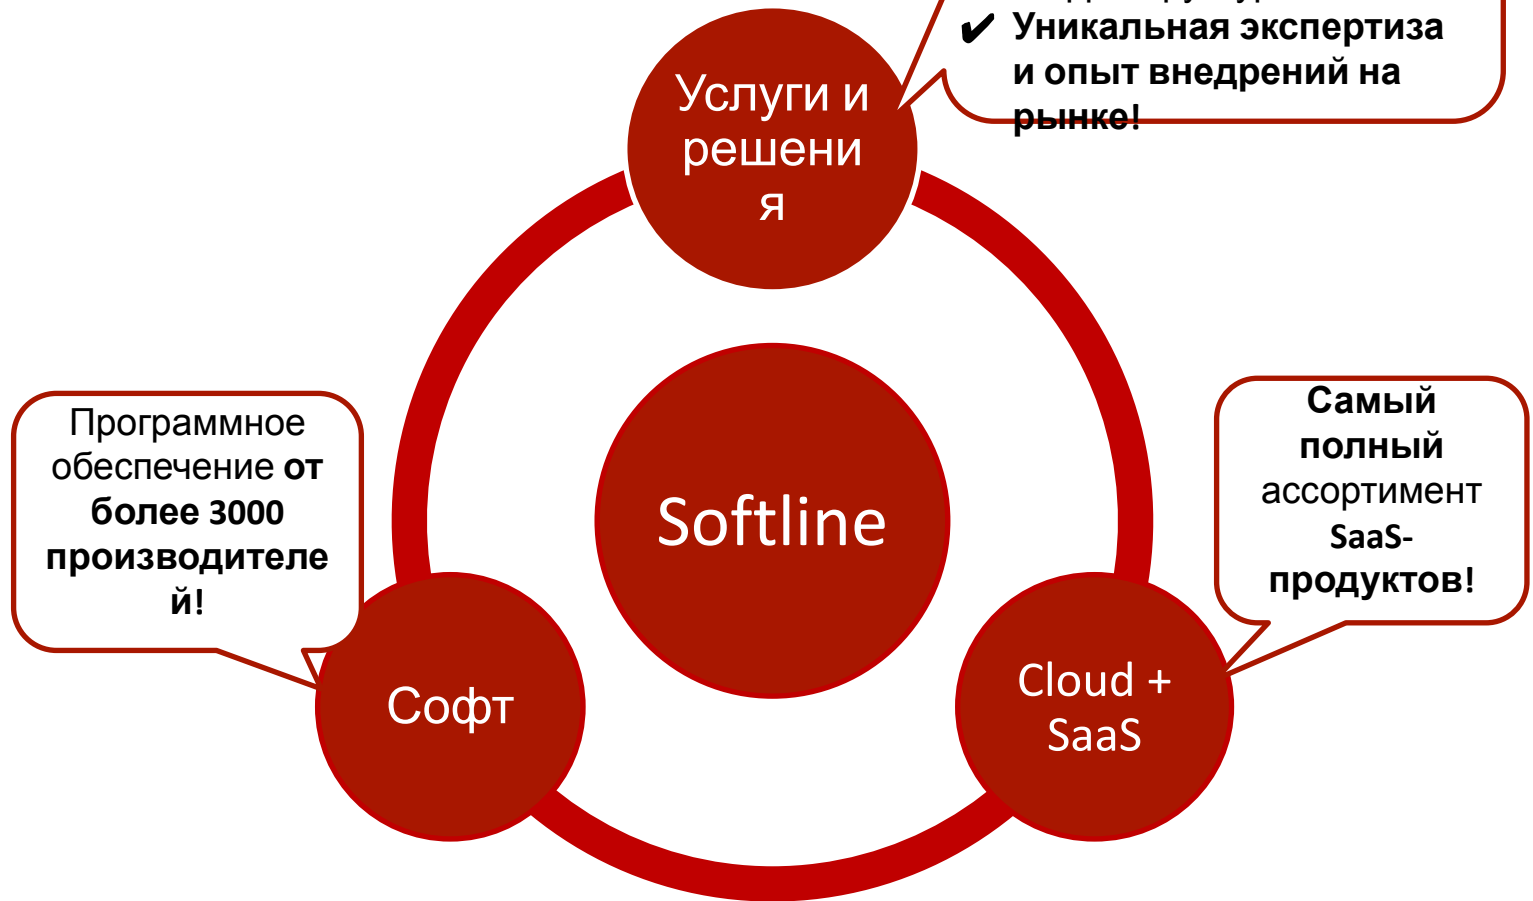 ✔ Уникальная экспертиза
и опыт внедрений на
рынке!
Услуги и
решени
я
Программное
обеспечение от
более 3000
производителе
й!
Самый
полный
ассортимент
SaaS-
продуктов!
Softline
Софт
Cloud +
SaaS